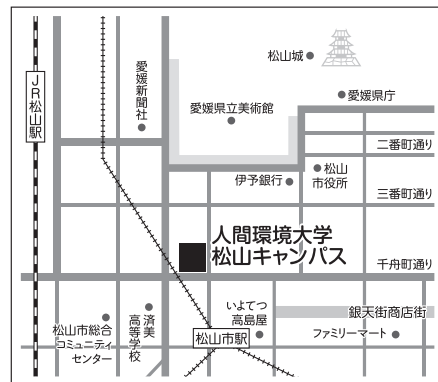 松山城
愛媛県庁
愛媛新聞社
JR松山駅
愛媛県立美術館
二番町通り
松山
市役所
伊予銀行
三番町通り
人間環境大学
松山キャンパス
千舟町通り
銀天街商店街
いよてつ
髙島屋
ファミリーマート
済美
高等学校
松山市総合
コミュニティ
センター
松山市駅